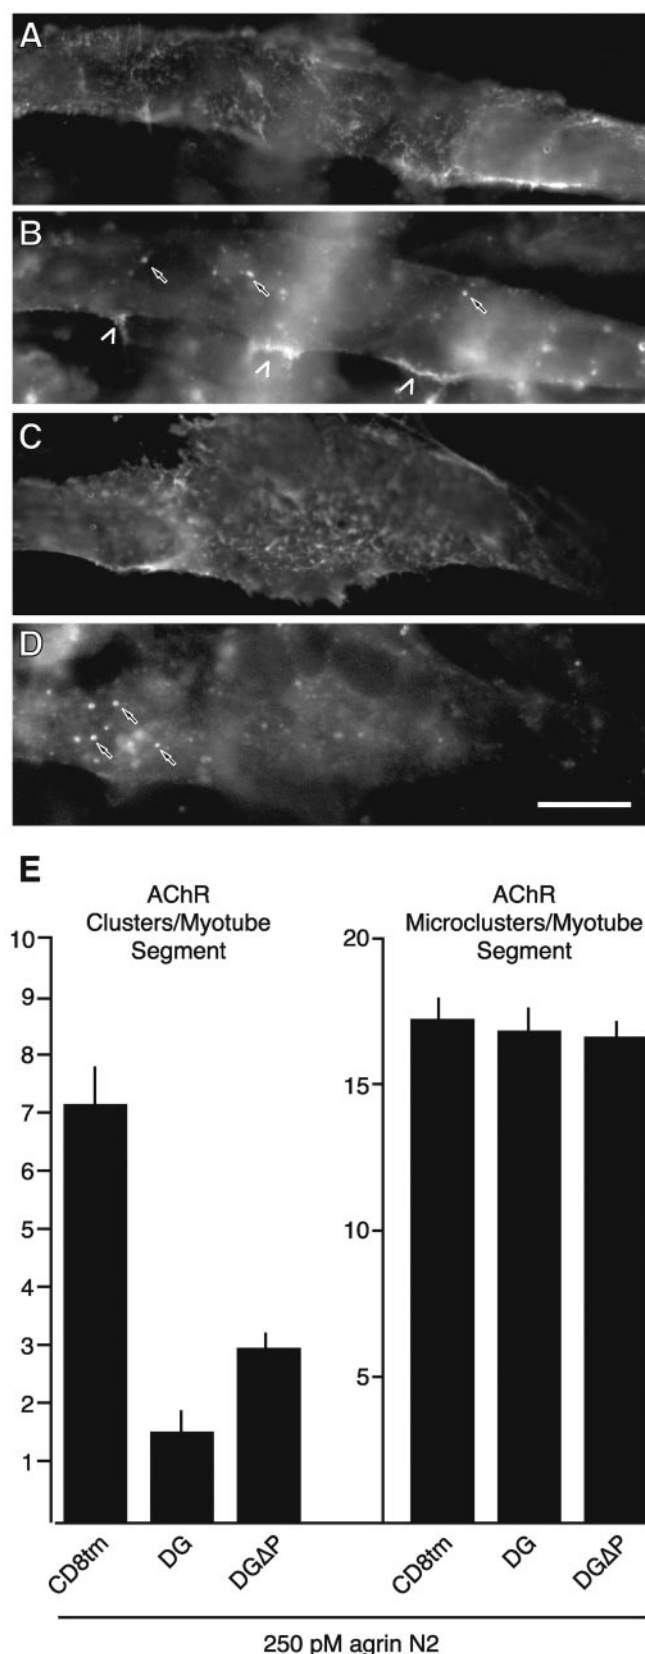 A
B
C
D
E
AChR
Clusters/Myotube
Segment
AChR
Microclusters/Myotube
Segment
10
9
8
7
6
5
4
3
2
1
20
15
10
5
CD8tm
DG
DGΔP
CD8tm
DG
DGΔP
250 pM agrin N2